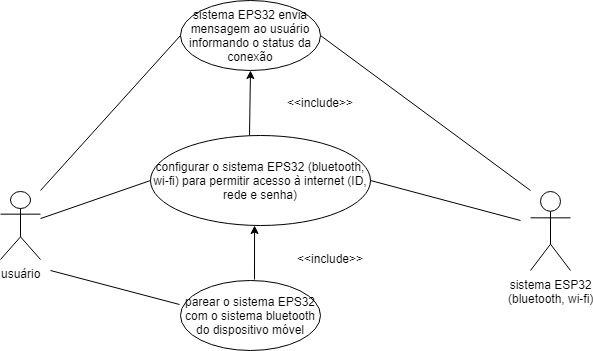 sistema EPS32 envia
mensagem ao usuário
informando o status da
conexão
<<include>>
configurar o sistema EPS32 (bluetooth,
wi-fi) para permitir acesso â internet (ID,
rede e senha)
<<include>>
usuário
sistema ESP32
(bluetooth, wi-fi)
parear o sistema EPS32
com o sistema bluetooth
do dispositivo móvel